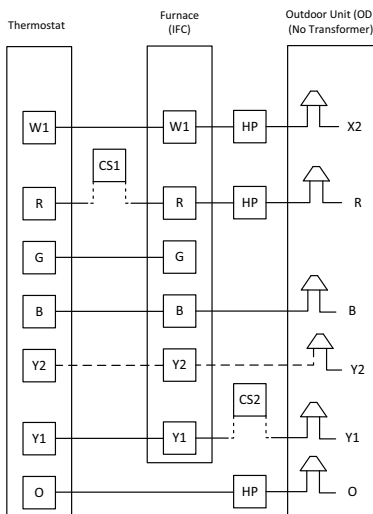 Thermostat
Furnace
(IFC)
Outdoor Unit (OD
(No Transformer)
W1 W1 HP X2
CS1
R R HP R
G G
B B B
Y2 Y2 Y2
CS2
Y1 Y1 Y1
O HP O